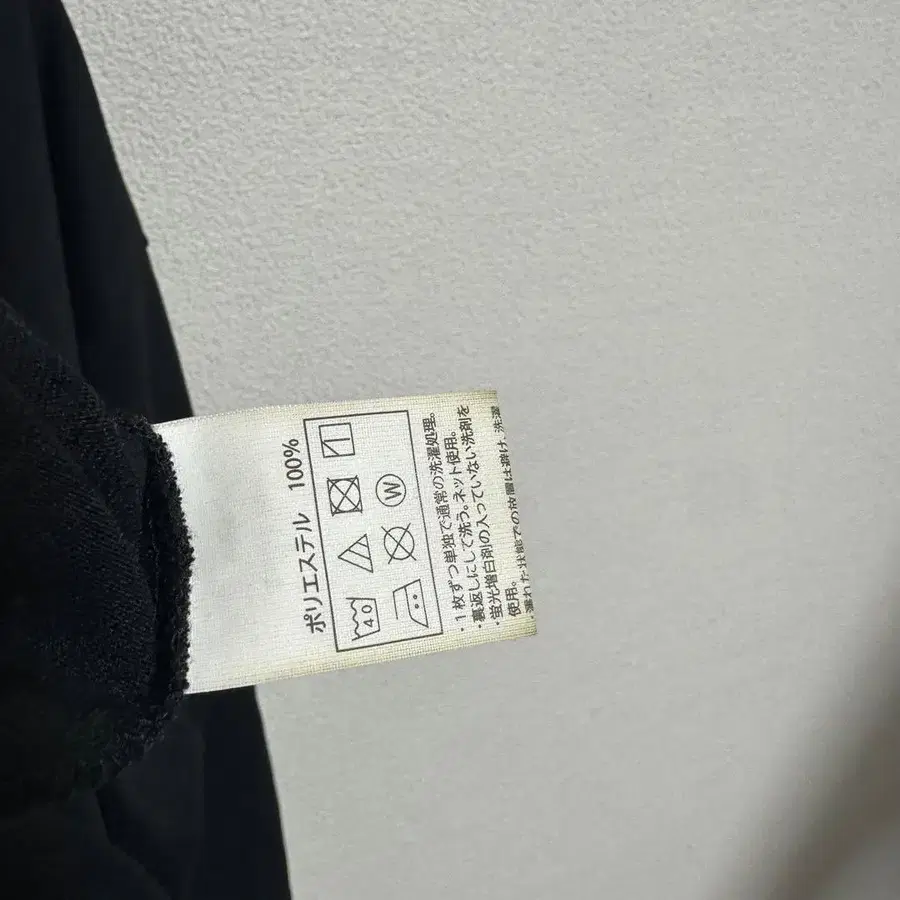 ポリエステル 100%
40
W
・1枚ずつ単独で通常の洗濯処理。
・裏返しにして洗う。ネット使用。
・蛍光増白剤の入っていない洗剤を
使用。
・濡れた状態での放置は避け、洗濯